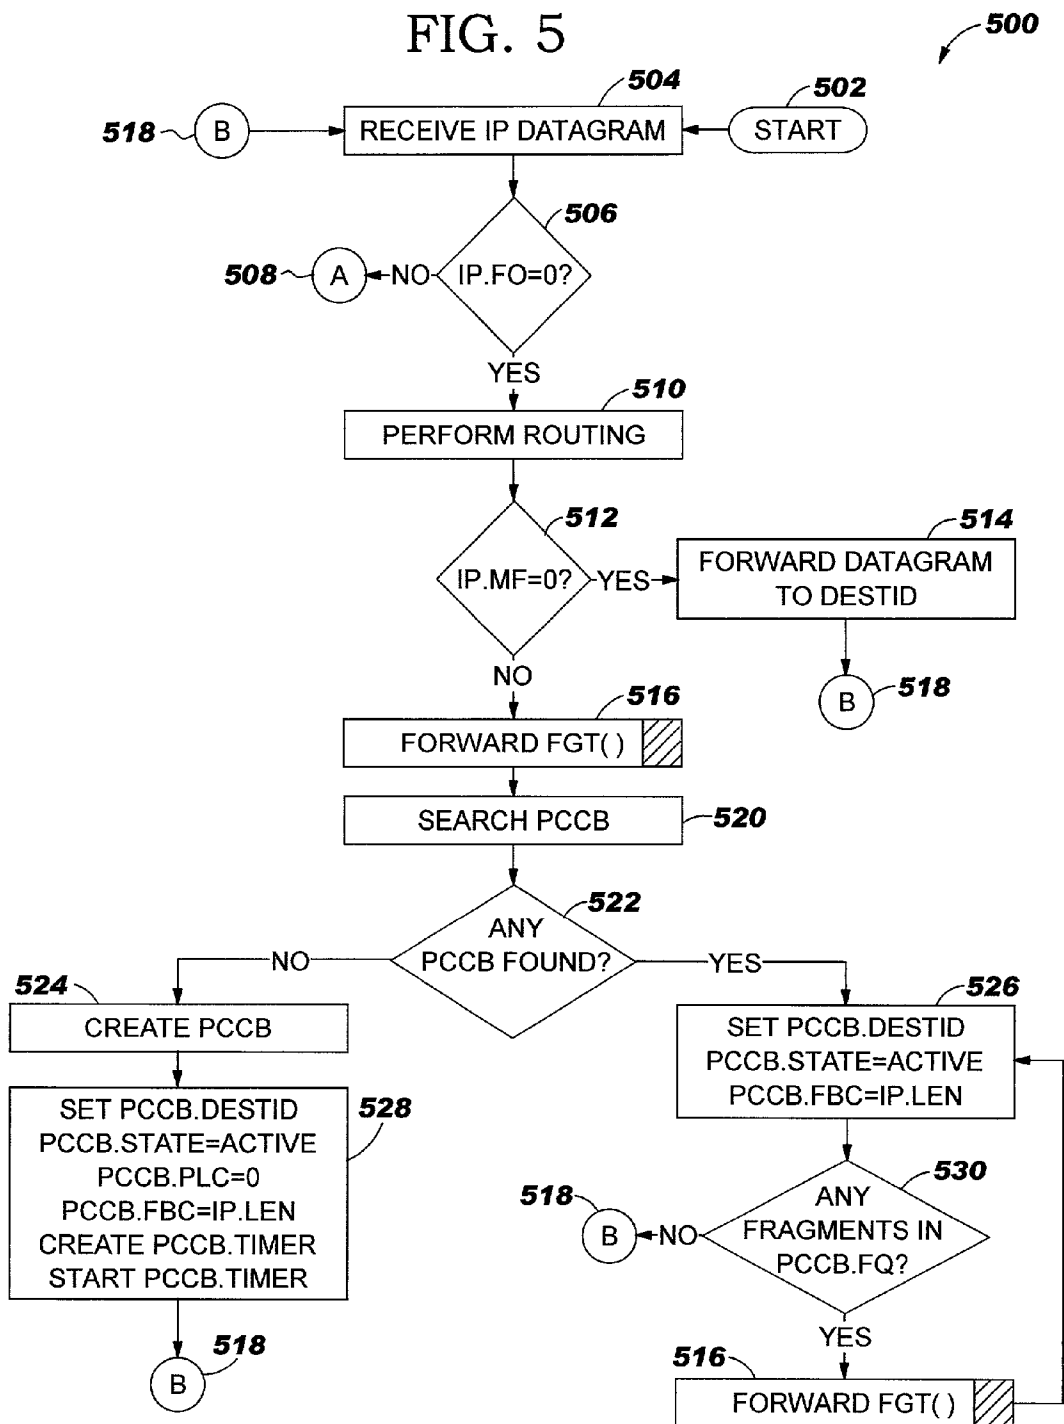 FIG. 5
500
504
502
518
B
RECEIVE IP DATAGRAM
START
506
508
A
NO
IP.FO=0?
YES
510
PERFORM ROUTING
512
514
IP.MF=0?
YES
FORWARD DATAGRAM
TO DESTID
NO
B
518
516
FORWARD FGT( )
SEARCH PCCB
520
522
ANY
PCCB FOUND?
NO
YES
524
CREATE PCCB
526
SET PCCB.DESTID
PCCB.STATE=ACTIVE
PCCB.FBC=IP.LEN
528
SET PCCB.DESTID
PCCB.STATE=ACTIVE
PCCB.PLC=0
PCCB.FBC=IP.LEN
CREATE PCCB.TIMER
START PCCB.TIMER
530
518
B
NO
ANY
FRAGMENTS IN
PCCB.FQ?
YES
518
B
516
FORWARD FGT( )